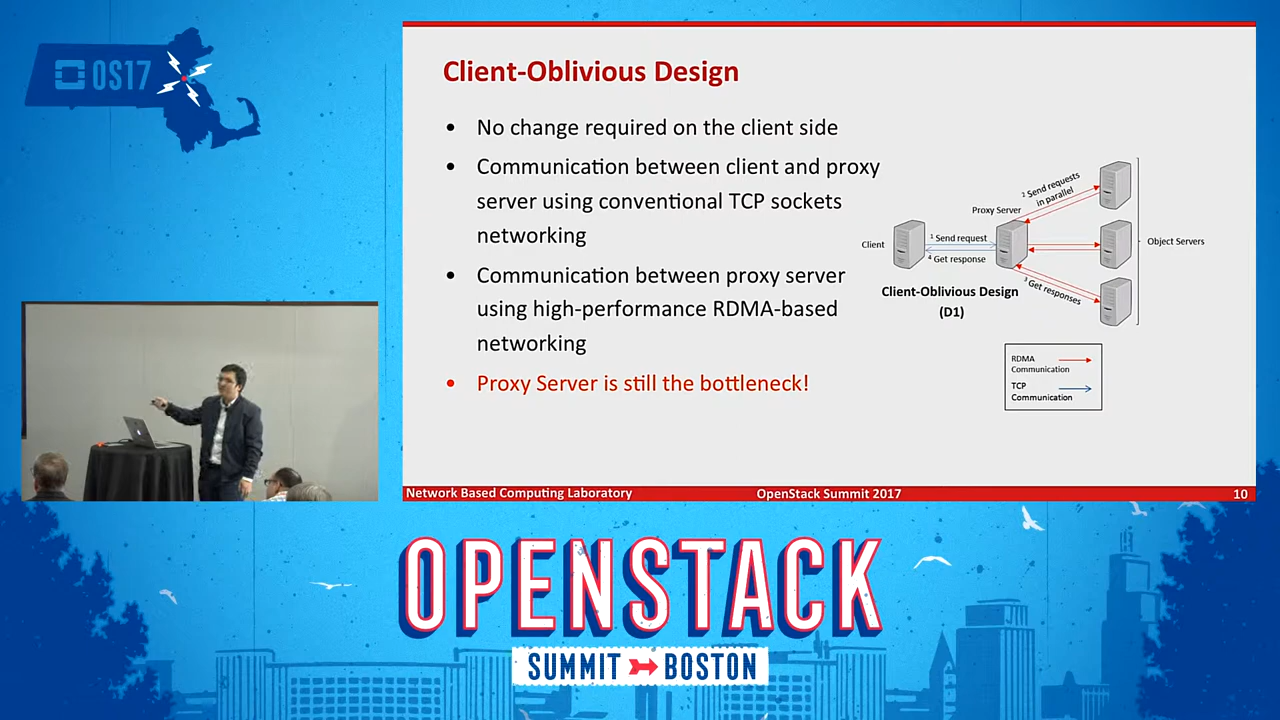 OS17
Client-Oblivious Design
• No change required on the client side
• Communication between client and proxy
server using conventional TCP sockets
networking
• Communication between proxy server
using high-performance RDMA-based
networking
• Proxy Server is still the bottleneck!
Client
1 Send request
4 Get response
Proxy Server
2 Send requests
in parallel
3 Get responses
Object Servers
Client-Oblivious Design
(D1)
RDMA
Communication
TCP
Communication
Network Based Computing Laboratory
OpenStack Summit 2017
10
OPENSTACK
SUMMIT BOSTON